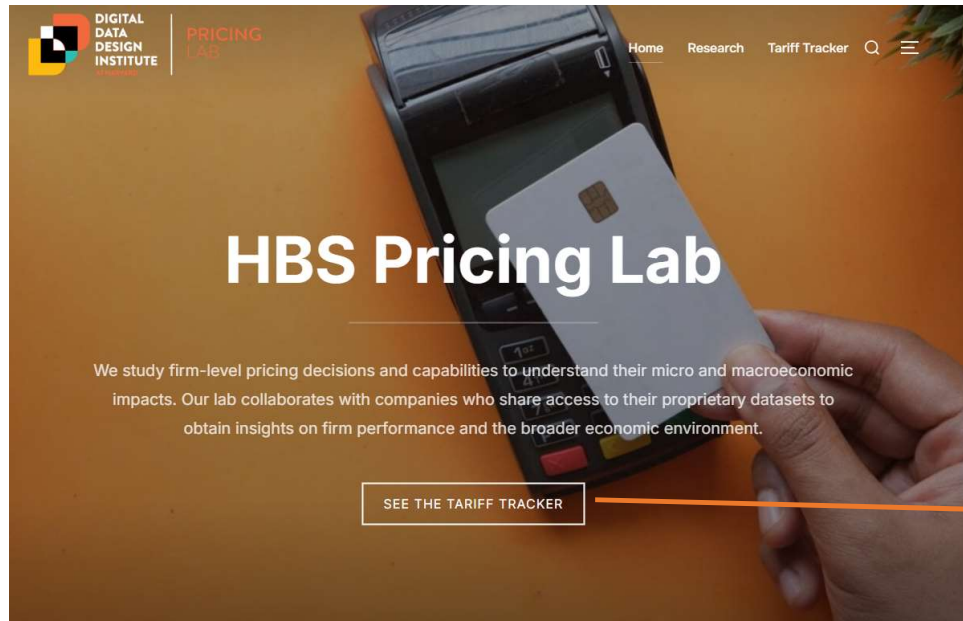 DIGITAL
DATA
DESIGN
INSTITUTE
AT HARVARD
PRICING
LAB
Home Research Tariff Tracker
HBS Pricing Lab
We study firm-level pricing decisions and capabilities to understand their micro and macroeconomic
impacts. Our lab collaborates with companies who share access to their proprietary datasets to
obtain insights on firm performance and the broader economic environment.
SEE THE TARIFF TRACKER